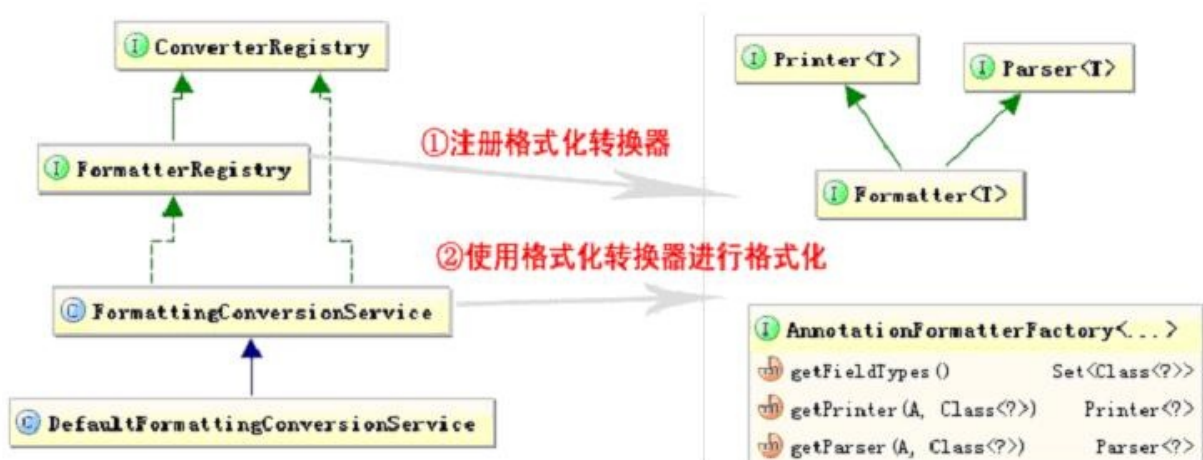 ConverterRegistry
FormatterRegistry
FormattingConversionService
DefaultFormattingConversionService
①注册格式化转换器
②使用格式化转换器进行格式化
Printer<T>
Parser<T>
Formatter<T>
AnnotationFormatterFactory<...>
getFieldTypes() Set<Class<?>>
getPrinter(A, Class<?>) Printer<?>
getParser(A, Class<?>) Parser<?>